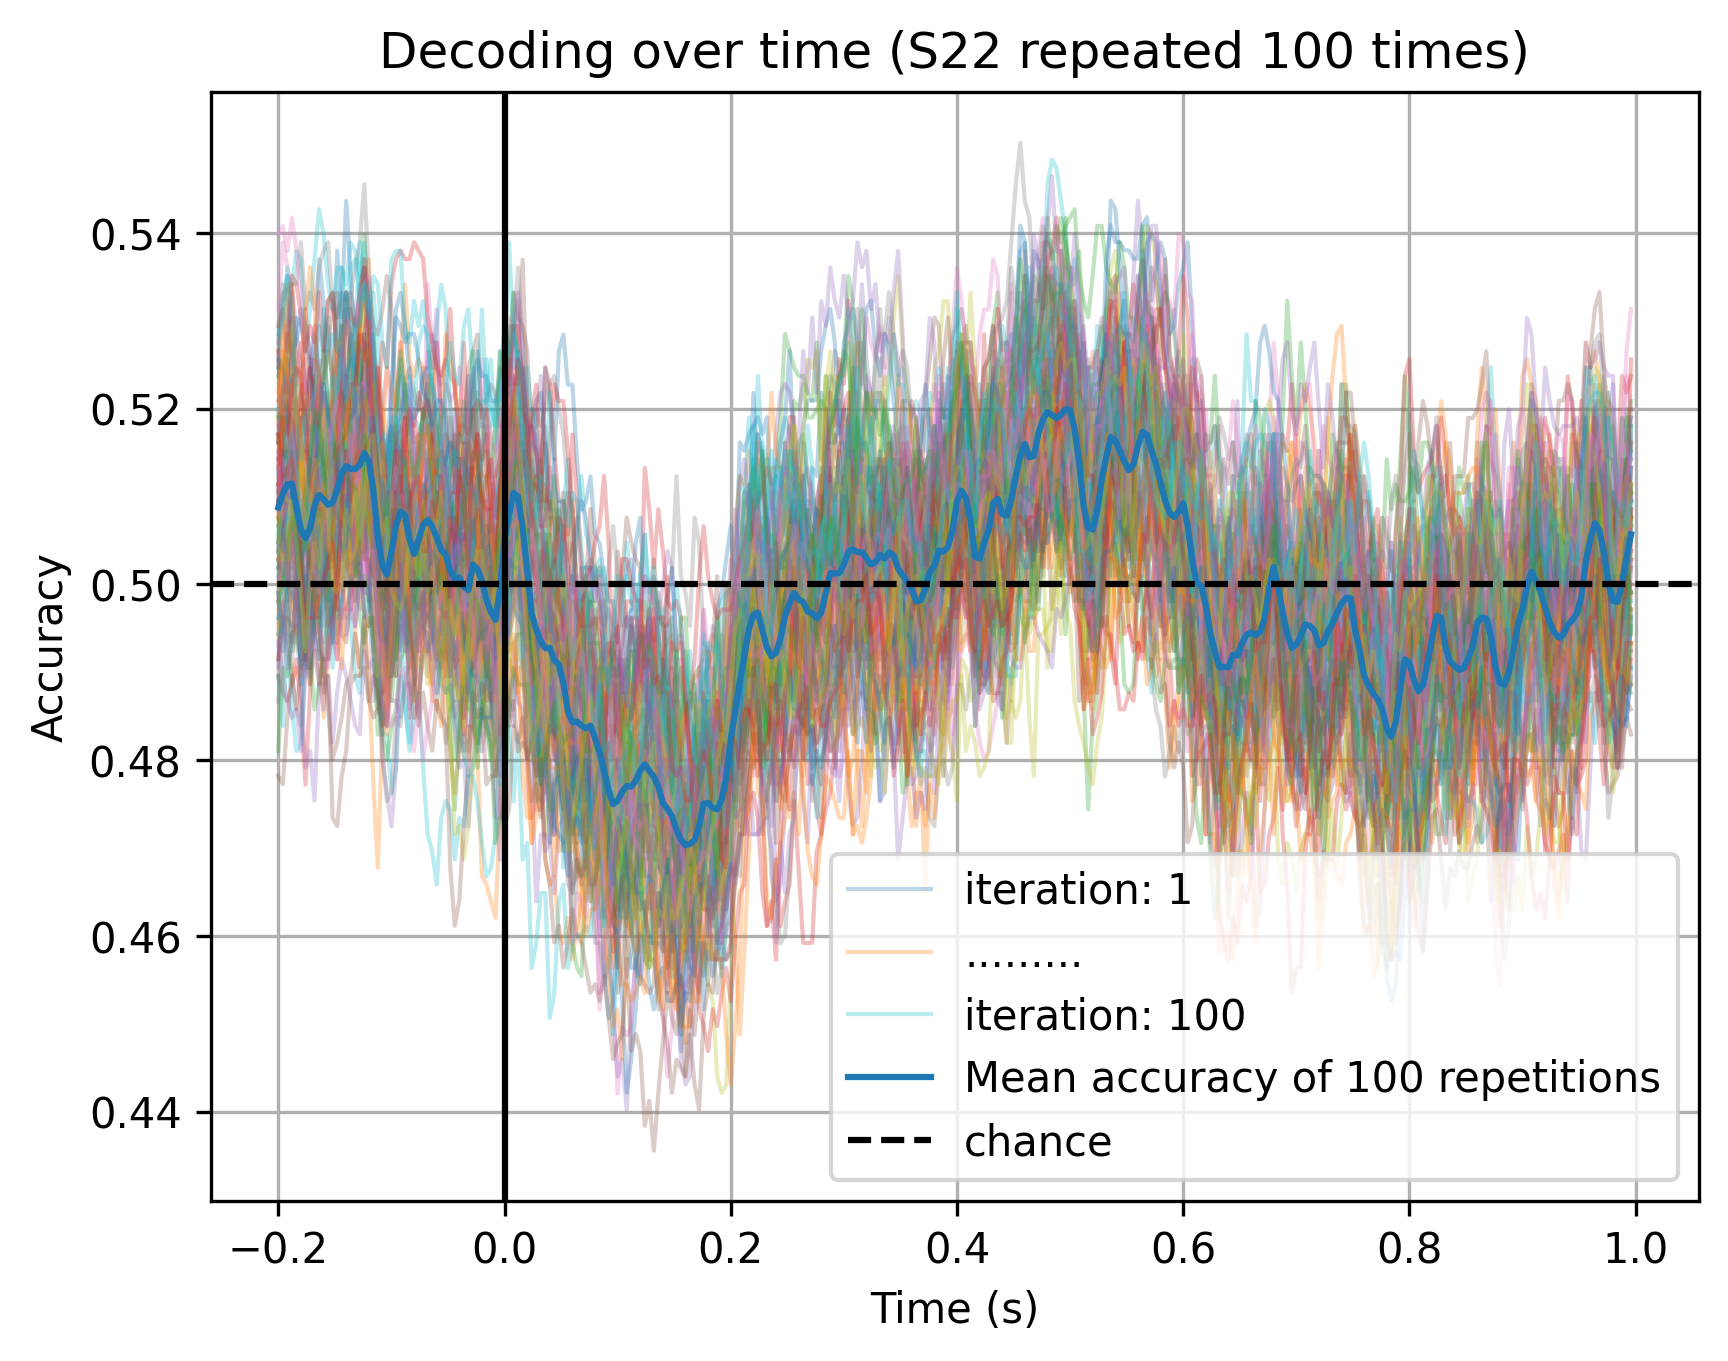 Decoding over time (S22 repeated 100 times)
Accuracy
0.54
0.52
0.50
0.48
0.46
0.44
iteration: 1
.........
iteration: 100
Mean accuracy of 100 repetitions
chance
−0.2
0.0
0.2
0.4
0.6
0.8
1.0
Time (s)